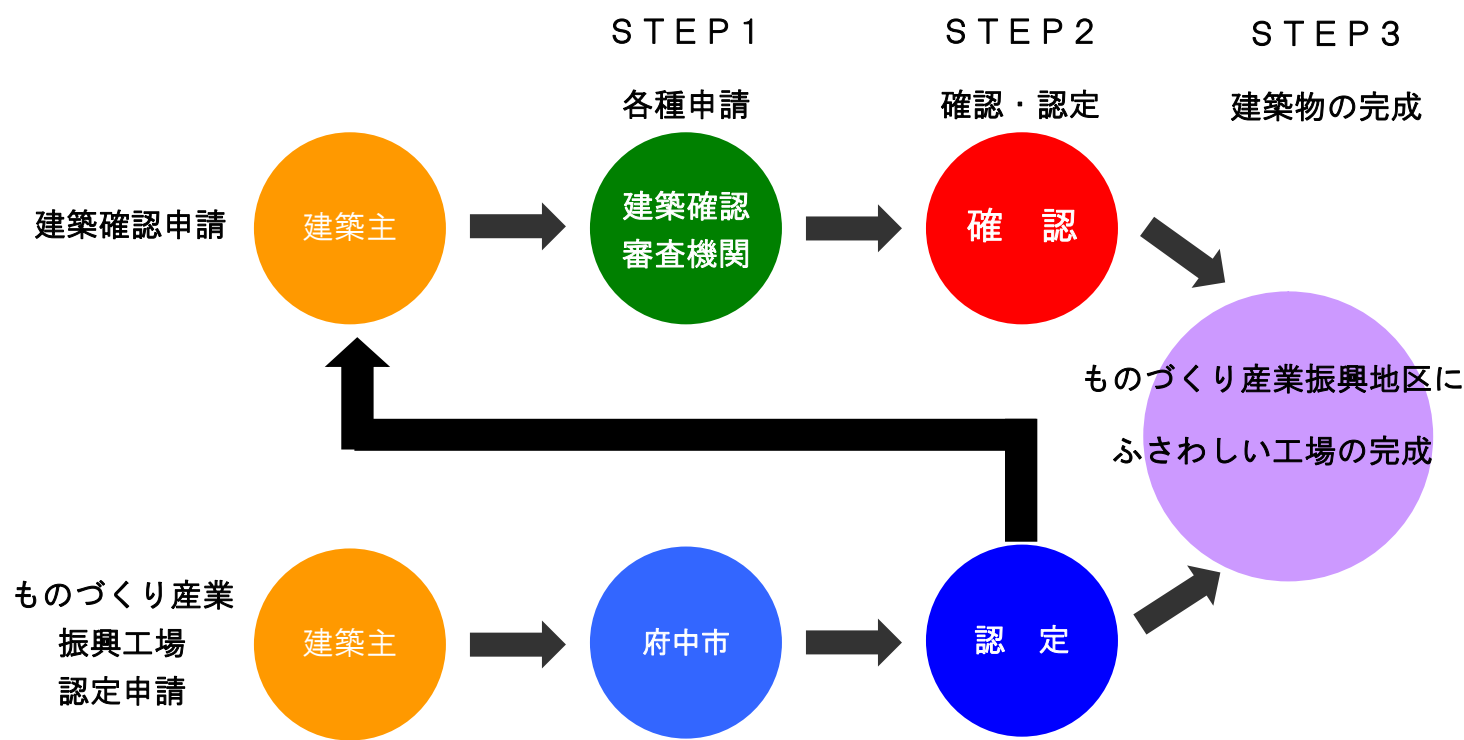 ＳＴＥＰ１
ＳＴＥＰ２
ＳＴＥＰ３
各種申請
確認・認定
建築物の完成
建築確認申請
建築主
建築確認
審査機関
確　認
ものづくり産業振興地区に
ふさわしい工場の完成
ものづくり産業
振興工場
認定申請
建築主
府中市
認　定